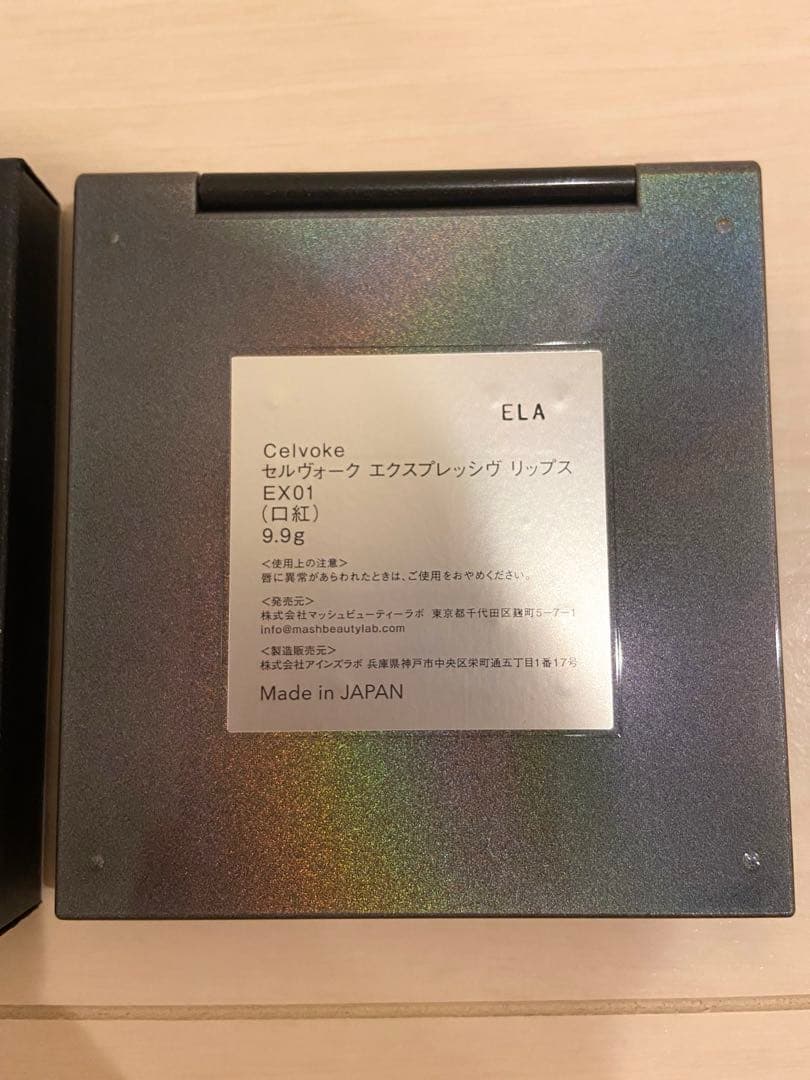 ELA
Celvoke
セルヴォーク エクスプレッシヴ リップス
EX01
(口紅)
9.9g
<使用上の注意>
唇に異常があらわれたときは、ご使用をおやめください。
<発売元>
株式会社マッシュビューティーラボ 東京都千代田区麹町5-7-1
info@mashbeautylab.com
<製造販売元>
株式会社アインズラボ 兵庫県神戸市中央区栄町通五丁目1番17号
Made in JAPAN